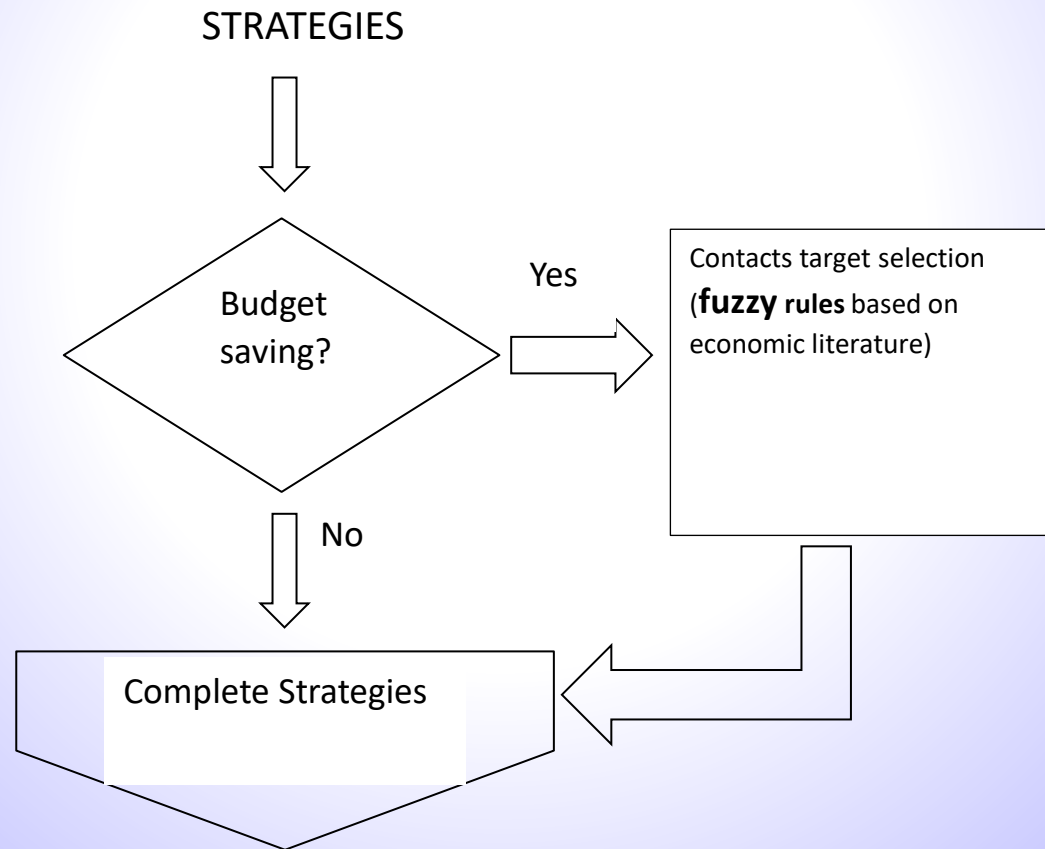 STRATEGIES
Budget
saving?
Yes
Contacts target selection
(fuzzy rules based on
economic literature)
No
Complete Strategies